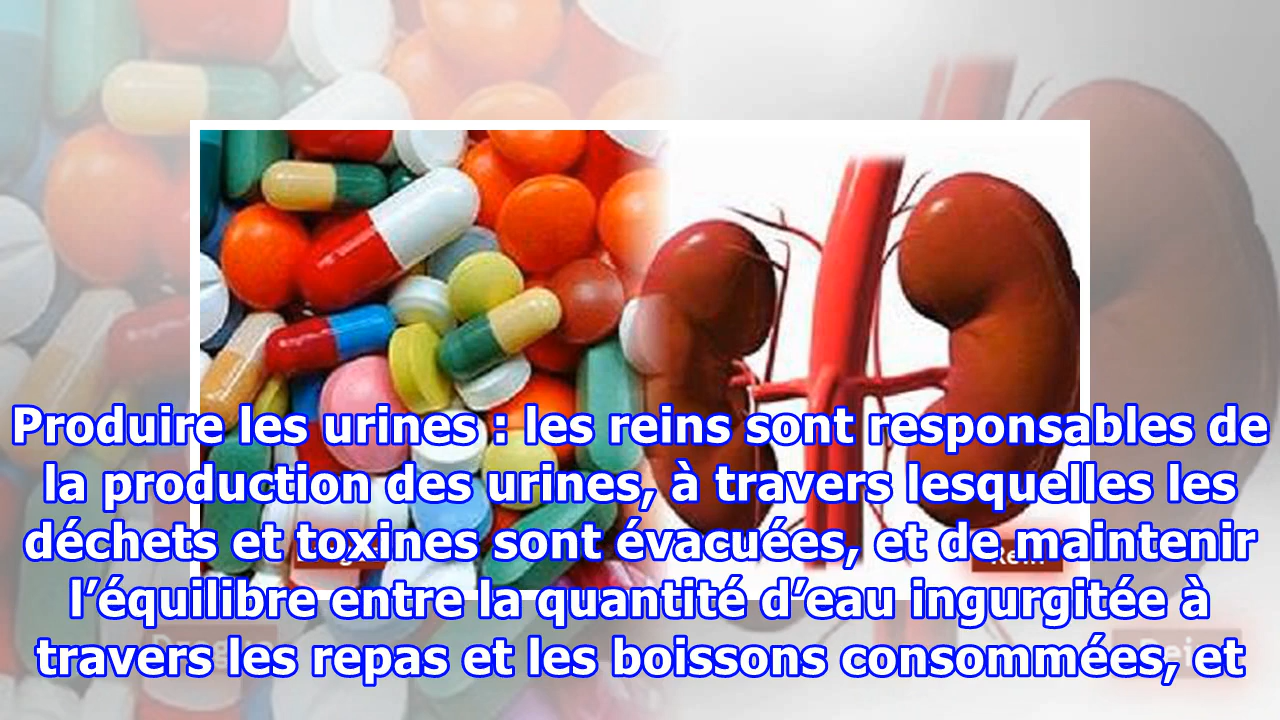 Produire les urines : les reins sont responsables de
la production des urines, à travers lesquelles les
déchets et toxines sont évacuées, et de maintenir
l’équilibre entre la quantité d’eau ingurgitée à
travers les repas et les boissons consommées, et